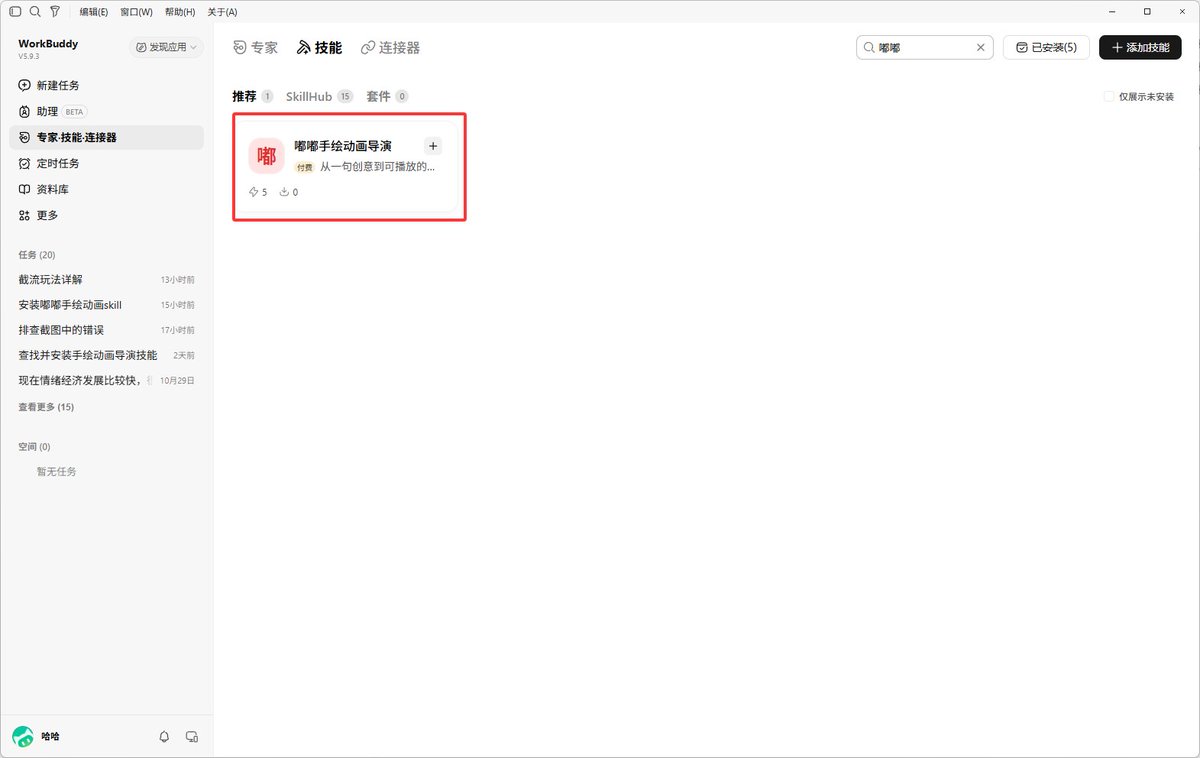 编辑(E) 窗口(W) 帮助(H) 关于(A)
WorkBuddy
V5.9.3
发现应用
新建任务
助理 BETA
专家·技能·连接器
定时任务
资料库
更多
任务 (20)
截流玩法详解 13小时前
安装嘟嘟手绘动画skill 15小时前
排查截图中的错误 17小时前
查找并安装手绘动画导演技能 2天前
现在情绪经济发展比较快， 10月29日
查看更多 (15)
空间 (0)
暂无任务
哈哈
专家 技能 连接器
嘟嘟
已安装(5)
添加技能
推荐 1 SkillHub 15 套件 0
仅展示未安装
嘟
嘟嘟手绘动画导演
付费 从一句创意到可播放的...
5 0